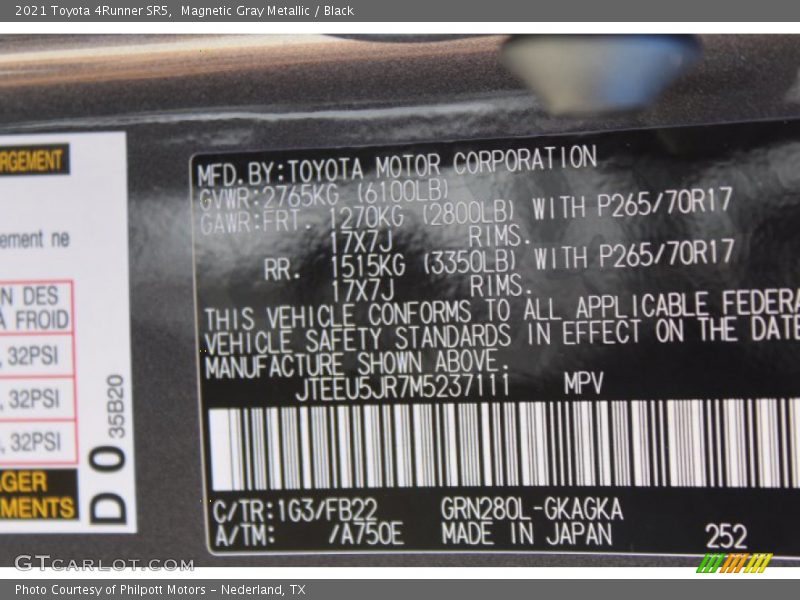 2021 Toyota 4Runner SR5,  Magnetic Gray Metallic / Black
RGEMENT
ement ne
N DES
À FROID
, 32PSI
, 32PSI
, 32PSI
AGER
MENTS
D O 35B20
MFD.BY:TOYOTA MOTOR CORPORATION
GVWR:2765KG (6100LB)
GAWR:FRT. 1270KG (2800LB) WITH P265/70R17
17X7J RIMS.
RR. 1515KG (3350LB) WITH P265/70R17
17X7J RIMS.
THIS VEHICLE CONFORMS TO ALL APPLICABLE FEDERA
VEHICLE SAFETY STANDARDS IN EFFECT ON THE DATE
MANUFACTURE SHOWN ABOVE.
JTEEU5JR7M5237111 MPV
C/TR:1G3/FB22 GRN280L-GKAGKA
A/TM: /A750E MADE IN JAPAN 252
GTCARLOT.COM
Photo Courtesy of Philpott Motors – Nederland, TX